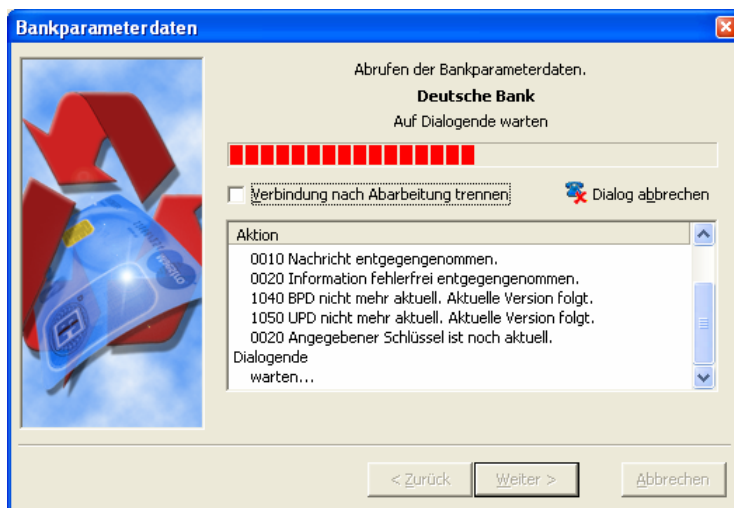 Bankparameterdaten
Abrufen der Bankparameterdaten.
Deutsche Bank
Auf Dialogende warten
Verbindung nach Abarbeitung trennen
Dialog abbrechen
Aktion
0010 Nachricht entgegengenommen.
0020 Information fehlerfrei entgegengenommen.
1040 BPD nicht mehr aktuell. Aktuelle Version folgt.
1050 UPD nicht mehr aktuell. Aktuelle Version folgt.
0020 Angegebener Schlüssel ist noch aktuell.
Dialogende
warten...
< Zurück
Weiter >
Abbrechen